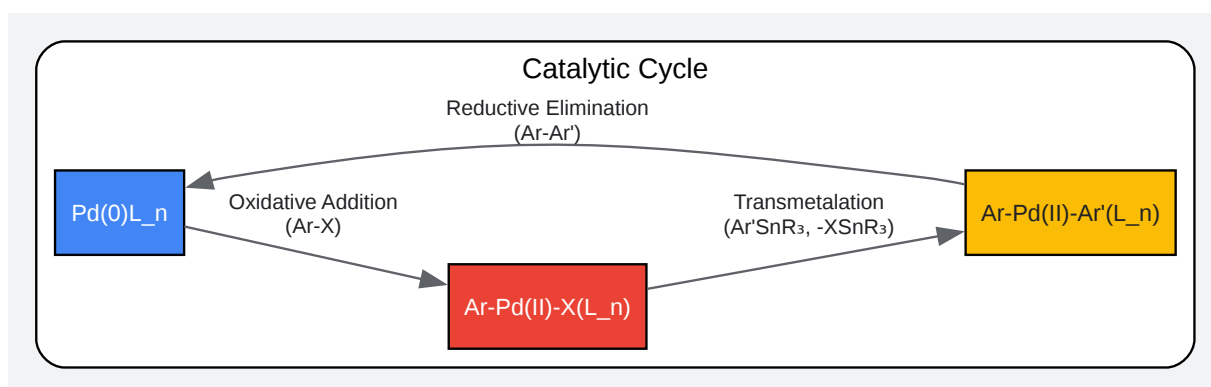 Catalytic Cycle
Reductive Elimination
(Ar-Ar')
Pd(0)L_n
Oxidative Addition
(Ar-X)
Ar-Pd(II)-X(L_n)
Transmetalation
(Ar'SnR₃, -XSnR₃)
Ar-Pd(II)-Ar'(L_n)